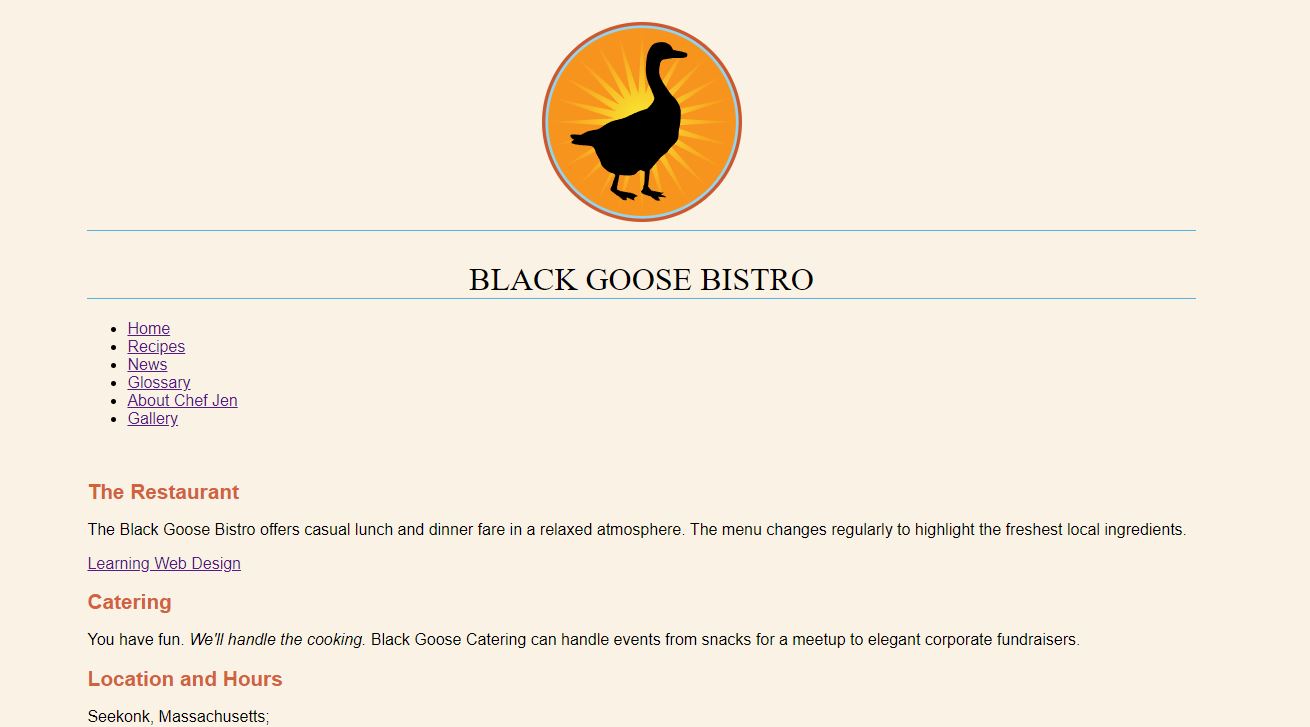 BLACK GOOSE BISTRO
Home
Recipes
News
Glossary
About Chef Jen
Gallery
The Restaurant
The Black Goose Bistro offers casual lunch and dinner fare in a relaxed atmosphere. The menu changes regularly to highlight the freshest local ingredients.
Learning Web Design
Catering
You have fun. We'll handle the cooking. Black Goose Catering can handle events from snacks for a meetup to elegant corporate fundraisers.
Location and Hours
Seekonk, Massachusetts;